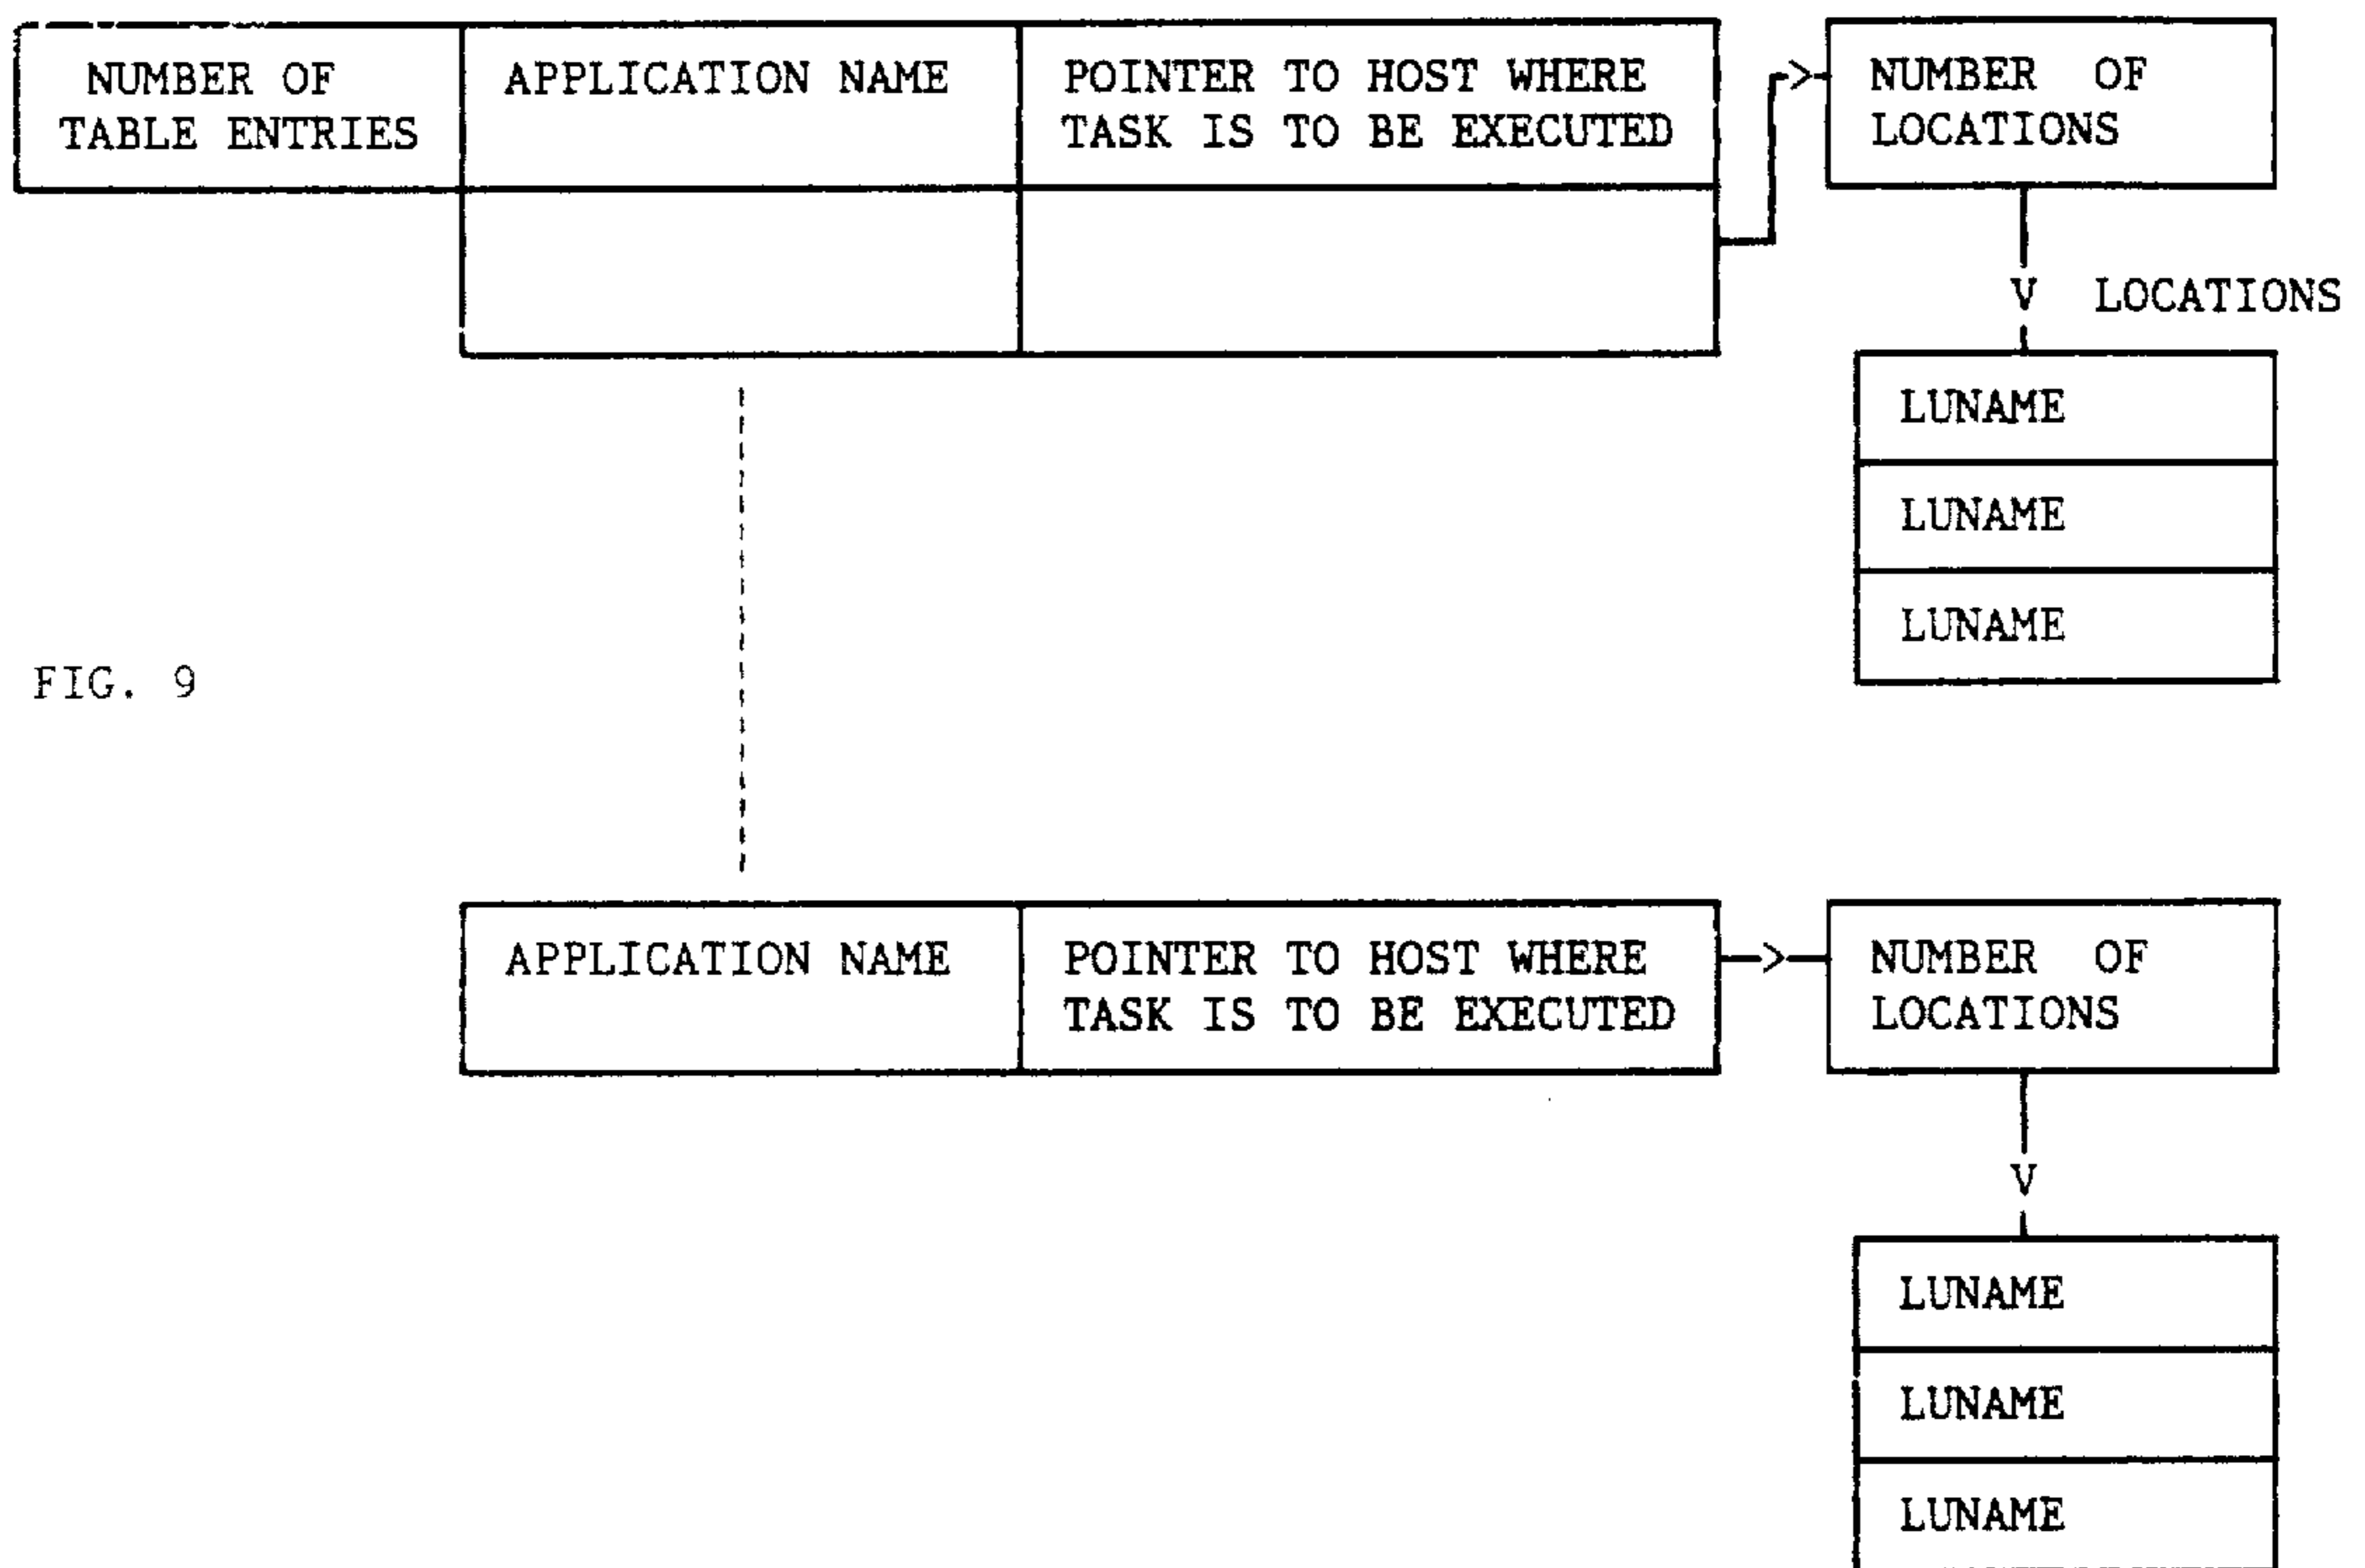 NUMBER OF
TABLE ENTRIES
APPLICATION NAME
POINTER TO HOST WHERE
TASK IS TO BE EXECUTED
NUMBER OF
LOCATIONS
LOCATIONS
LUNAME
LUNAME
LUNAME
FIG. 9
APPLICATION NAME
POINTER TO HOST WHERE
TASK IS TO BE EXECUTED
NUMBER OF
LOCATIONS
LUNAME
LUNAME
LUNAME